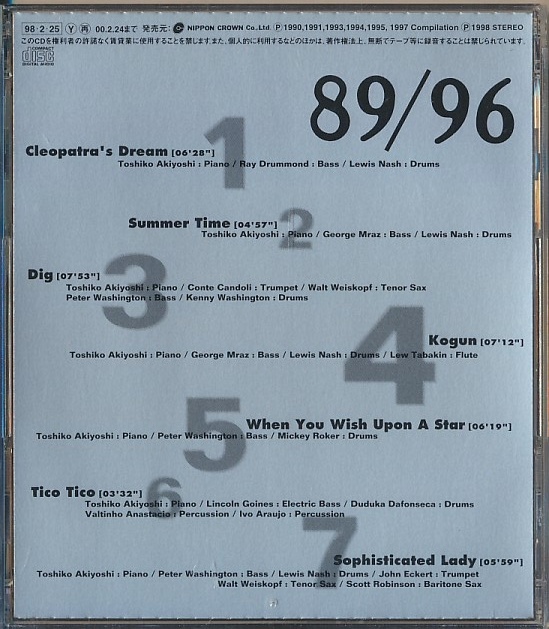 98・2・25 Ⓨ 再 00.2.24まで 発売元: NIPPON CROWN Co.,Ltd. Ⓟ 1990,1991,1993,1994,1995, 1997 Compilation Ⓟ 1998 STEREO
このCDを権利者の許諾なく賃貸業に使用することを禁じます。また、個人的に利用するなどのほかは、著作権法上、無断でテープ等に録音することは禁じられています。
COMPACT
disc
DIGITAL AUDIO
89/96
1
Cleopatra's Dream [06'28"]
Toshiko Akiyoshi : Piano / Ray Drummond : Bass / Lewis Nash : Drums
2
Summer Time [04'57"]
Toshiko Akiyoshi : Piano / George Mraz : Bass / Lewis Nash : Drums
3
Dig [07'53"]
Toshiko Akiyoshi : Piano / Conte Candoli : Trumpet / Walt Weiskopf : Tenor Sax
Peter Washington : Bass / Kenny Washington : Drums
4
Kogun [07'12"]
Toshiko Akiyoshi : Piano / George Mraz : Bass / Lewis Nash : Drums / Lew Tabakin : Flute
5
When You Wish Upon A Star [06'19"]
Toshiko Akiyoshi : Piano / Peter Washington : Bass / Mickey Roker : Drums
6
Tico Tico [03'32"]
Toshiko Akiyoshi : Piano / Lincoln Goines : Electric Bass / Duduka Dafonseca : Drums
Valtinho Anastacio : Percussion / Ivo Araujo : Percussion
7
Sophisticated Lady [05'59"]
Toshiko Akiyoshi : Piano / Peter Washington : Bass / Lewis Nash : Drums / John Eckert : Trumpet
Walt Weiskopf : Tenor Sax / Scott Robinson : Baritone Sax